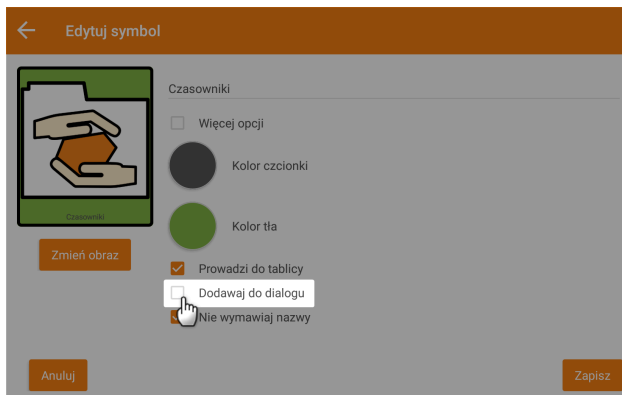 Edytuj symbol
Czasowniki
Więcej opcji
Kolor czcionki
Czasowniki
Kolor tła
Zmień obraz
Prowadzi do tablicy
Dodawaj do dialogu
Nie wymawiaj nazwy
Anuluj
Zapisz